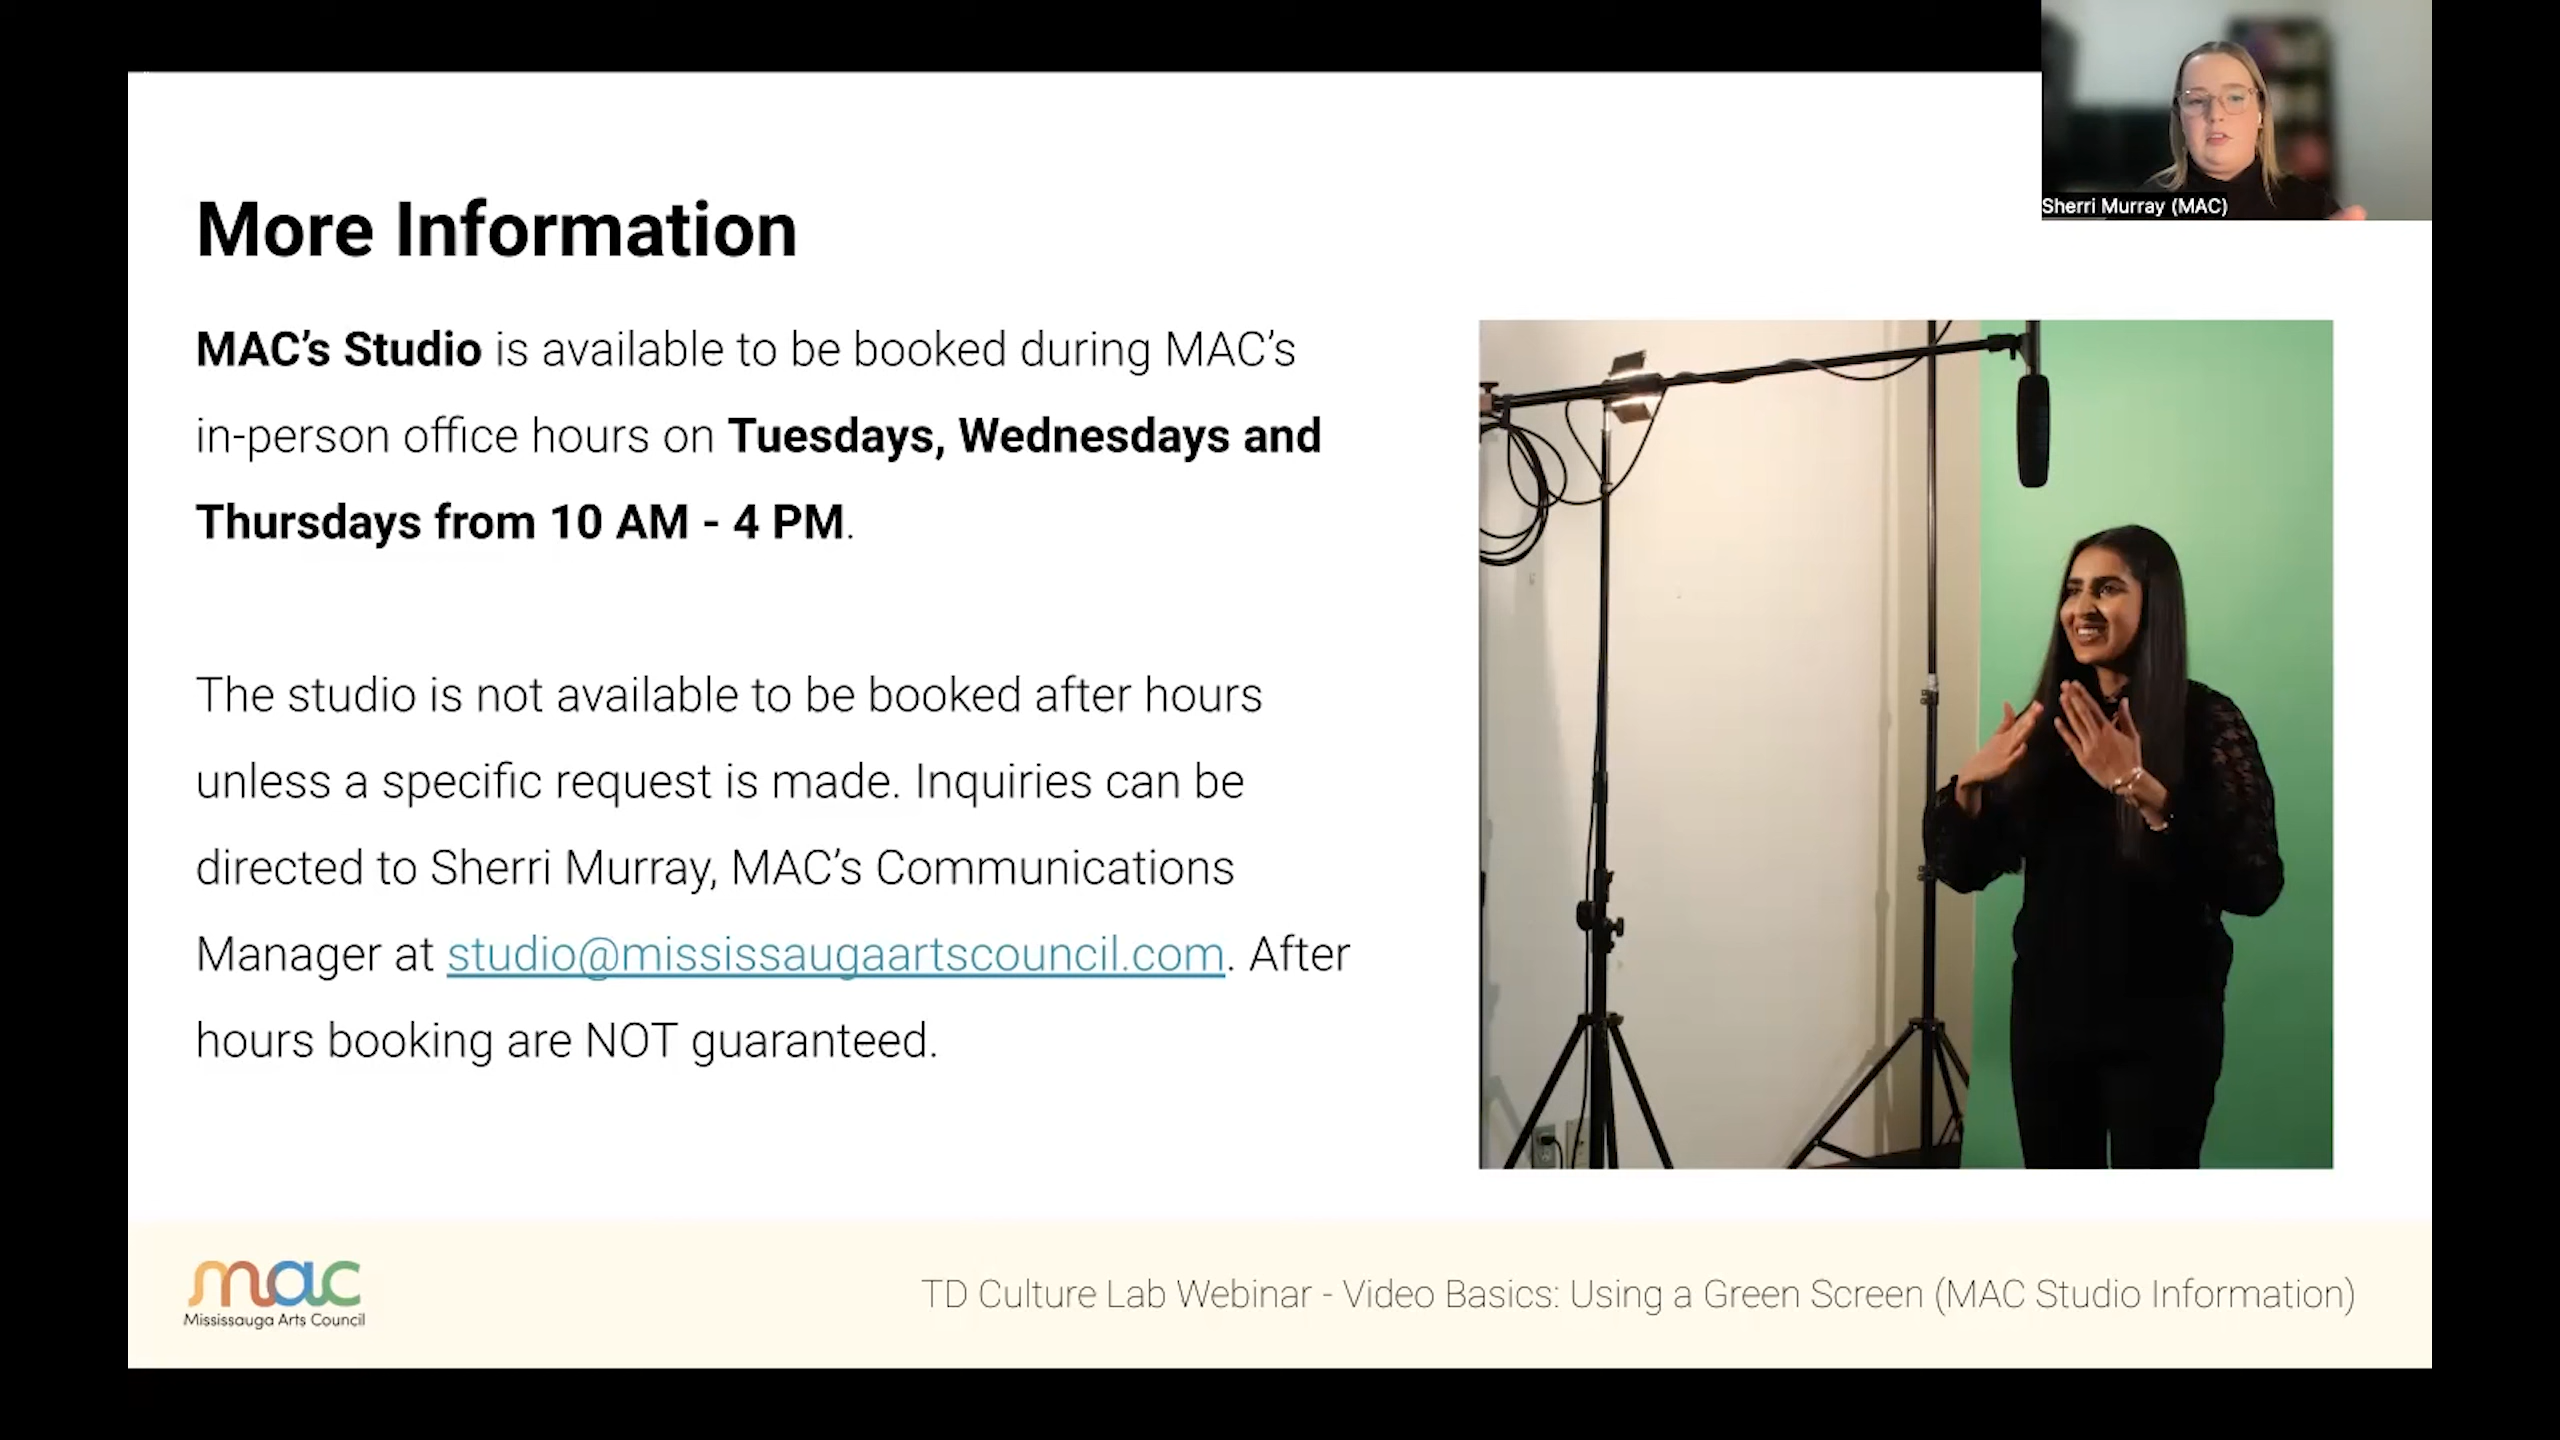 Sherri Murray (MAC)
More Information
MAC’s Studio is available to be booked during MAC’s
in-person office hours on Tuesdays, Wednesdays and
Thursdays from 10 AM - 4 PM.
The studio is not available to be booked after hours
unless a specific request is made. Inquiries can be
directed to Sherri Murray, MAC’s Communications
Manager at studio@mississaugaartscouncil.com. After
hours booking are NOT guaranteed.
mac
Mississauga Arts Council
TD Culture Lab Webinar - Video Basics: Using a Green Screen (MAC Studio Information)